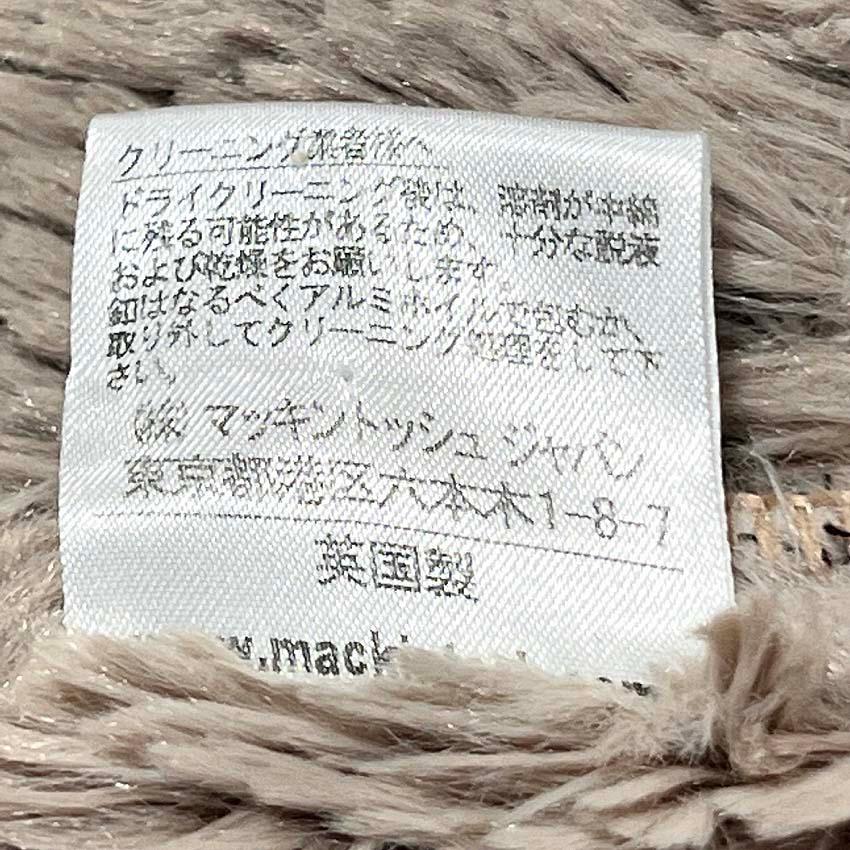 クリーニング業者様へ
ドライクリーニング後は、溶剤が中綿
に残る可能性があるため、十分な脱液
および乾燥をお願いします。
釦はなるべくアルミホイルで包むか、
取り外してクリーニング処理をして下
さい。
㈱ マッキントッシュ ジャパン
東京都港区六本木1-8-7
英国製